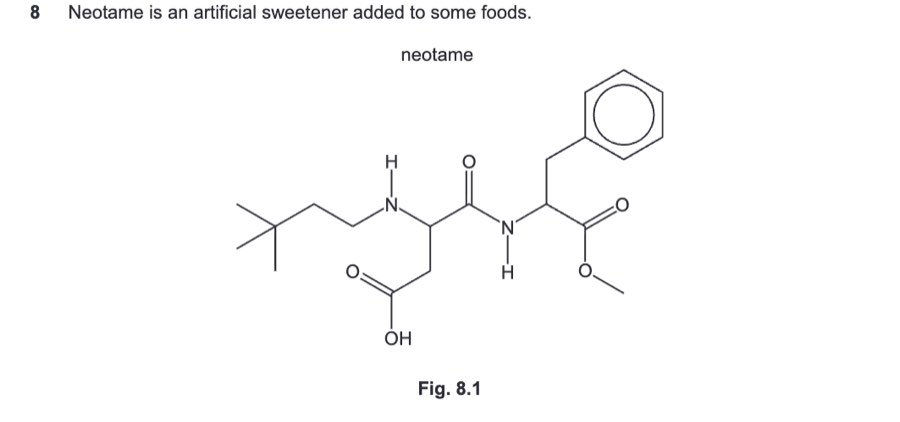 8 Neotame is an artificial sweetener added to some foods.
neotame
H
O
N
O
N
O
H
O
OH
Fig. 8.1